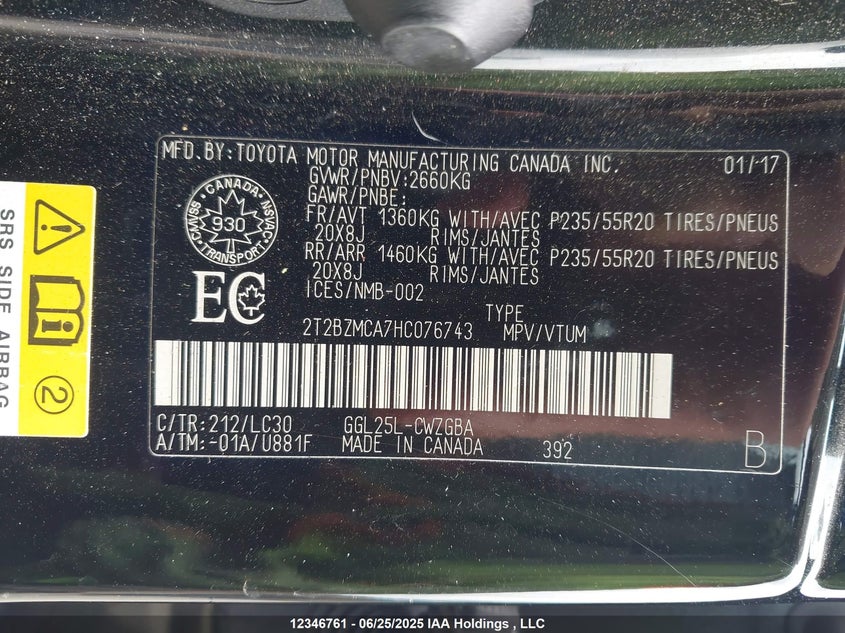 MFD.BY:TOYOTA MOTOR MANUFACTURING CANADA INC. 01/17
GVWR/PNBV:2660KG
GAWR/PNBE:
FR/AVT 1360KG WITH/AVEC P235/55R20 TIRES/PNEUS
20X8J RIMS/JANTES
RR/ARR 1460KG WITH/AVEC P235/55R20 TIRES/PNEUS
20X8J RIMS/JANTES
ICES/NMB-002
CANADA
CMVSS 930 NSVAC
TRANSPORT
EC
TYPE
2T2BZMCA7HC076743 MPV/VTUM
C/TR:212/LC30 GGL25L-CWZGBA
A/TM:-01A/U881F MADE IN CANADA 392 B
SRS SIDE AIRBAG
2
12346761 - 06/25/2025 IAA Holdings , LLC